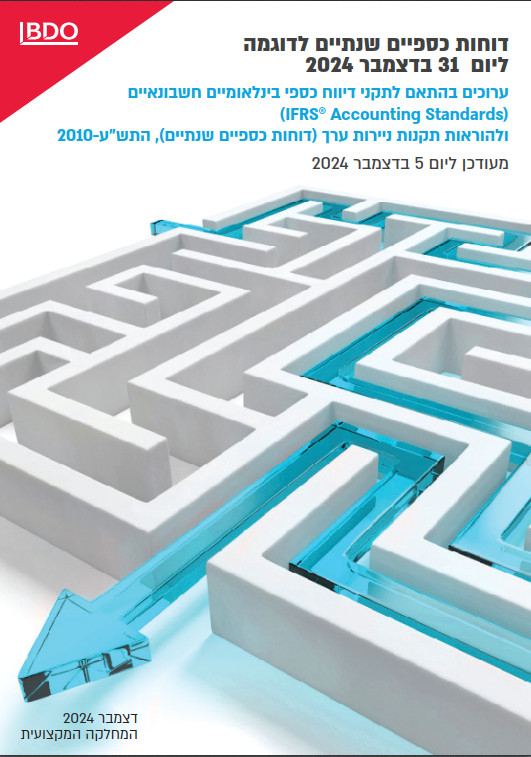 BDO
דוחות כספיים שנתיים לדוגמה
ליום 31 בדצמבר 2024
ערוכים בהתאם לתקני דיווח כספי בינלאומיים חשבונאיים
(IFRS® Accounting Standards)
ולהוראות תקנות ניירות ערך (דוחות כספיים שנתיים), התש"ע-2010
מעודכן ליום 5 בדצמבר 2024
דצמבר 2024
המחלקה המקצועית